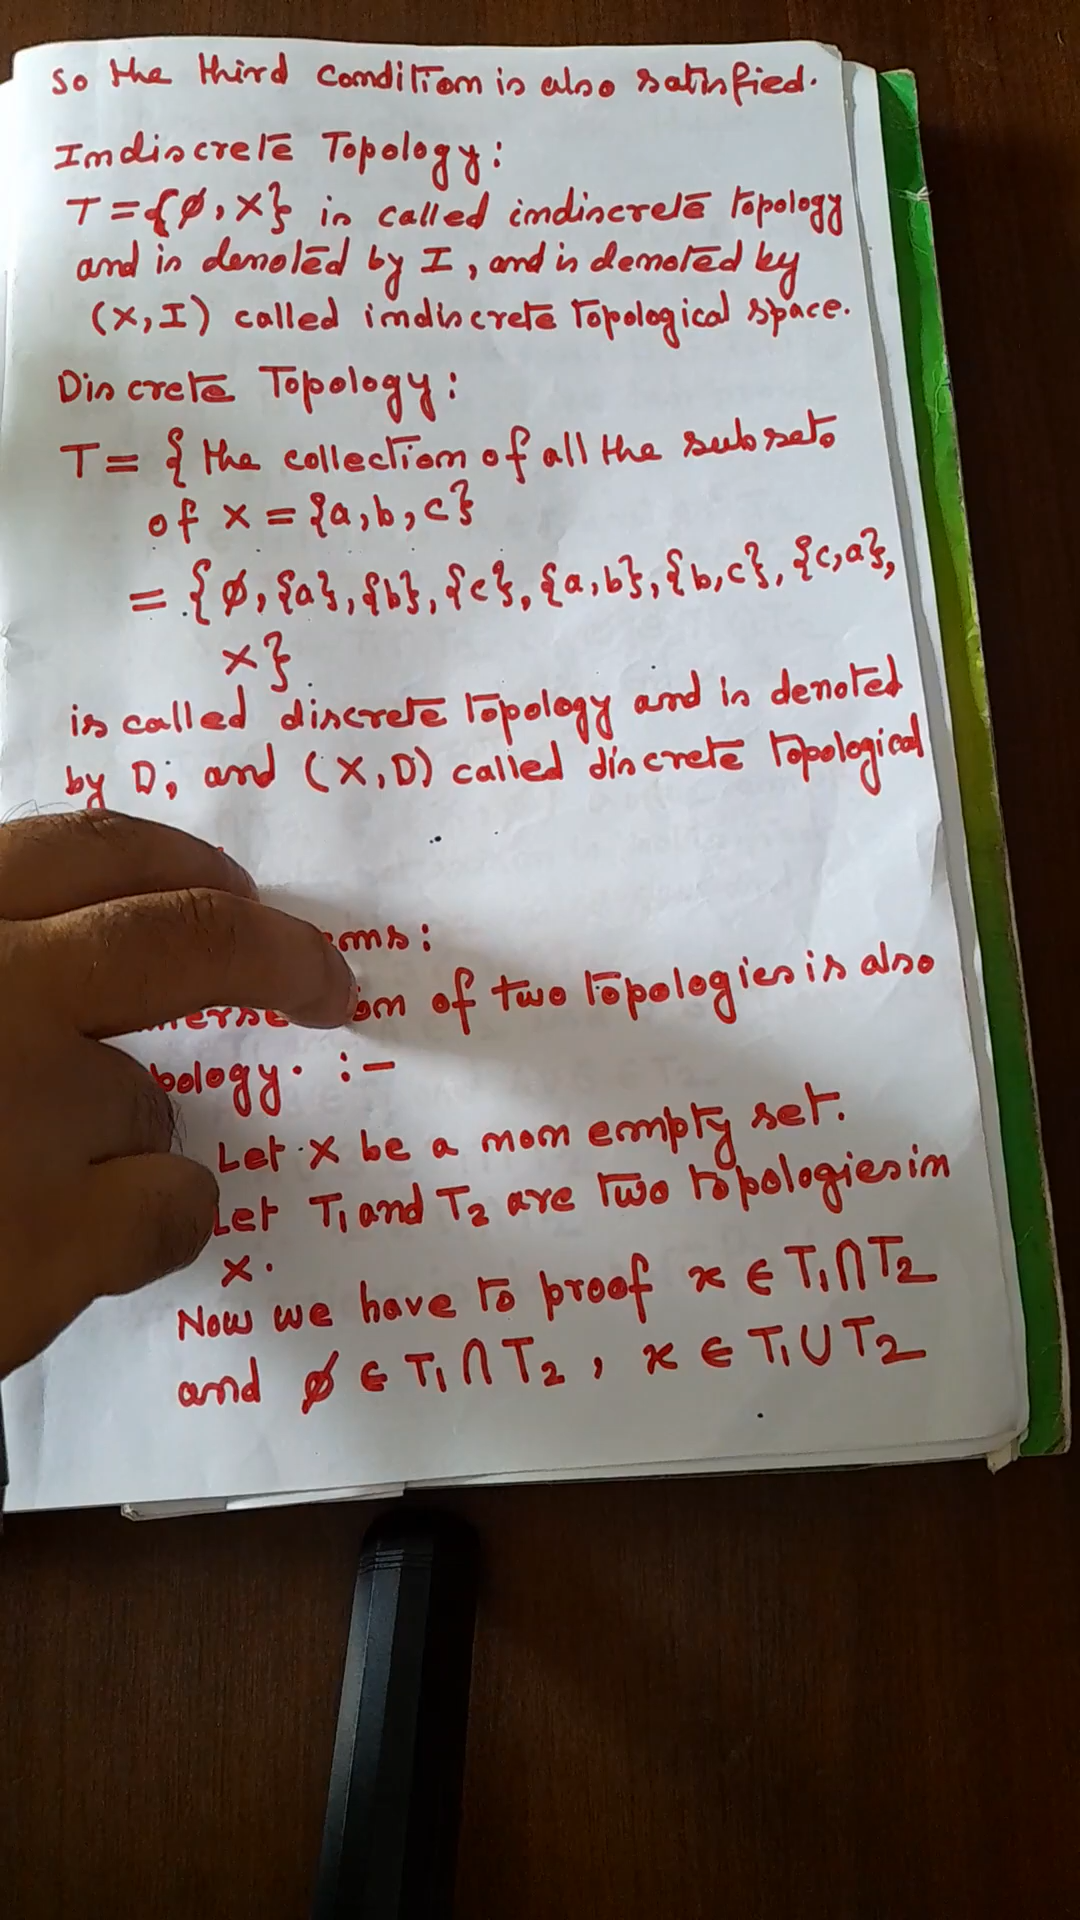 So the third condition is also satisfied.
Indiscrete Topology:
T = {ϕ, X} is called indiscrete topology
and is denoted by I, and is denoted by
(X, I) called indiscrete topological space.
Discrete Topology:
T = { the collection of all the subsets
of X = {a, b, c}
= {ϕ, {a}, {b}, {c}, {a, b}, {b, c}, {c, a},
X}
is called discrete topology and is denoted
by D; and (X, D) called discrete topological
of two topologies is also
Let X be a non empty set.
Let T₁ and T₂ are two topologies in
X.
Now we have to proof x ∈ T₁ ∩ T₂
and ϕ ∈ T₁ ∩ T₂, x ∈ T₁ ∪ T₂